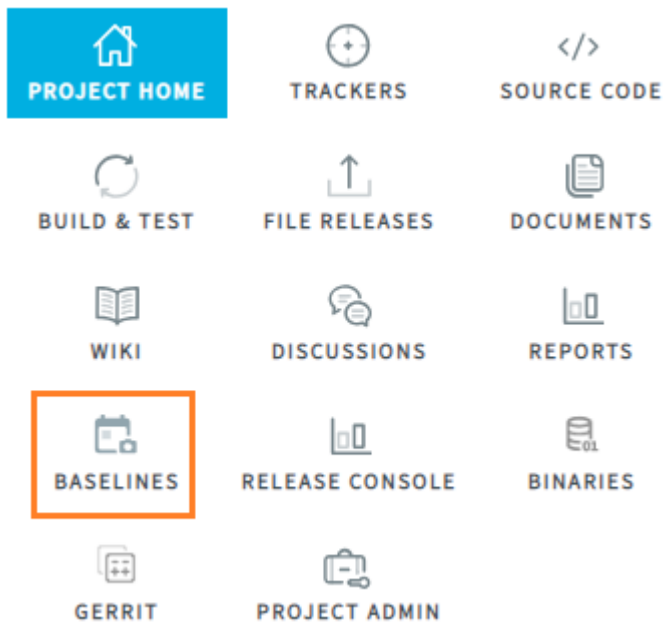 PROJECT HOME
TRACKERS
</>
SOURCE CODE
BUILD & TEST
FILE RELEASES
DOCUMENTS
WIKI
DISCUSSIONS
REPORTS
BASELINES
RELEASE CONSOLE
01
BINARIES
GERRIT
PROJECT ADMIN